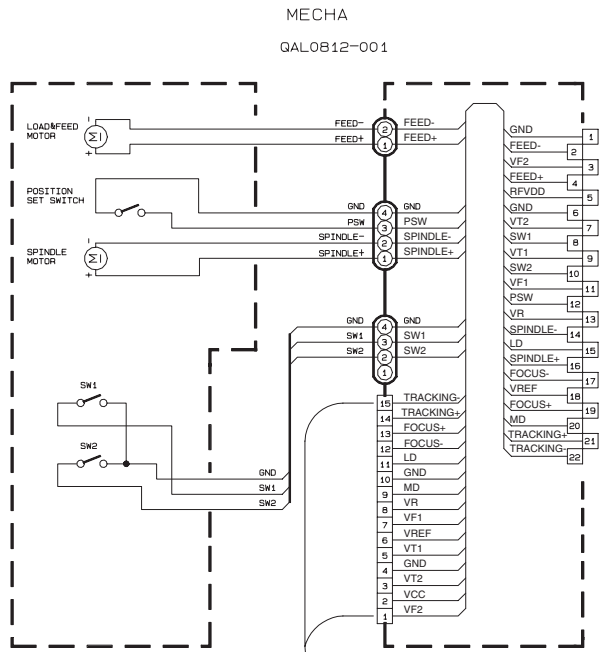 MECHA
QAL0812-001
LOAD&FEED
MOTOR
-
M
+
POSITION
SET SWITCH
SPINDLE
MOTOR
-
M
+
FEED- 2 FEED-
FEED+ 1 FEED+
GND 4 GND
PSW 3 PSW
SPINDLE- 2 SPINDLE-
SPINDLE+ 1 SPINDLE+
GND 4 GND
SW1 3 SW1
SW2 2 SW2
1
SW1
SW2
GND
SW1
SW2
15 TRACKING-
14 TRACKING+
13 FOCUS+
12 FOCUS-
11 LD
10 GND
9 MD
8 VR
7 VF1
6 VREF
5 VT1
4 GND
3 VT2
2 VCC
1 VF2
GND 1
FEED- 2
VF2 3
FEED+ 4
RFVDD 5
GND 6
VT2 7
SW1 8
VT1 9
SW2 10
VF1 11
PSW 12
VR 13
SPINDLE- 14
LD 15
SPINDLE+ 16
FOCUS- 17
VREF 18
FOCUS+ 19
MD 20
TRACKING+ 21
TRACKING- 22